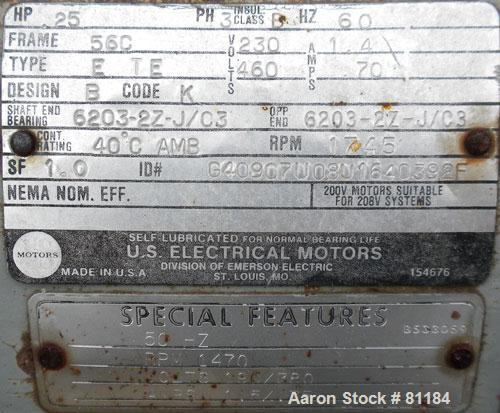 HP .25 PH 3 INSUL CLASS B HZ 60
FRAME 56C VOLTS 230 AMPS 1.4
TYPE E TE 460 .70
DESIGN B CODE K
SHAFT END BEARING 6203-2Z-J/C3 OPP END 6203-2Z-J/C3
CONT. RATING 40°C AMB RPM 1745
SF 1.0 ID#
NEMA NOM. EFF. 200V MOTORS SUITABLE FOR 208V SYSTEMS
SELF-LUBRICATED FOR NORMAL BEARING LIFE
MOTORS U.S. ELECTRICAL MOTORS
DIVISION OF EMERSON ELECTRIC
MADE IN U.S.A ST. LOUIS, MO. 154676
SPECIAL FEATURES B533059
RPM 1470
Aaron Stock # 81184